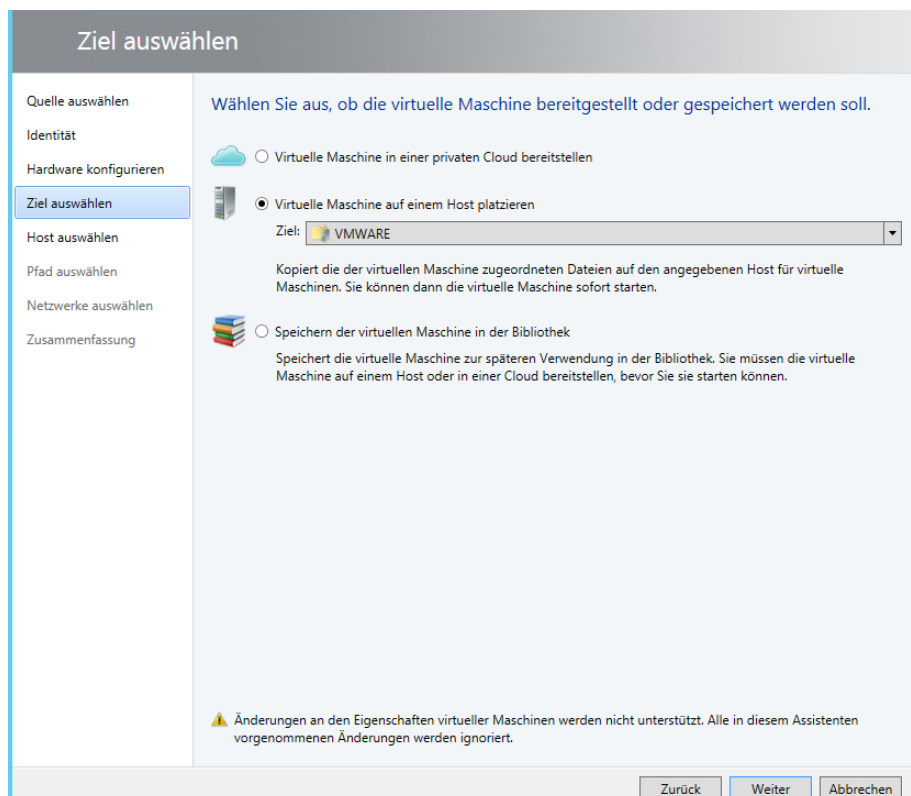 Ziel auswählen
Quelle auswählen
Identität
Hardware konfigurieren
Ziel auswählen
Host auswählen
Pfad auswählen
Netzwerke auswählen
Zusammenfassung
Wählen Sie aus, ob die virtuelle Maschine bereitgestellt oder gespeichert werden soll.
Virtuelle Maschine in einer privaten Cloud bereitstellen
Virtuelle Maschine auf einem Host platzieren
Ziel: VMWARE
Kopiert die der virtuellen Maschine zugeordneten Dateien auf den angegebenen Host für virtuelle
Maschinen. Sie können dann die virtuelle Maschine sofort starten.
Speichern der virtuellen Maschine in der Bibliothek
Speichert die virtuelle Maschine zur späteren Verwendung in der Bibliothek. Sie müssen die virtuelle
Maschine auf einem Host oder in einer Cloud bereitstellen, bevor Sie sie starten können.
Änderungen an den Eigenschaften virtueller Maschinen werden nicht unterstützt. Alle in diesem Assistenten
vorgenommenen Änderungen werden ignoriert.
Zurück Weiter Abbrechen